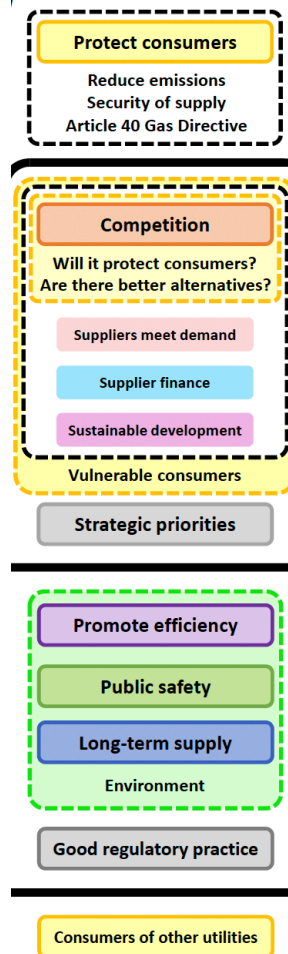 Protect consumers
Reduce emissions
Security of supply
Article 40 Gas Directive
Competition
Will it protect consumers?
Are there better alternatives?
Suppliers meet demand
Supplier finance
Sustainable development
Vulnerable consumers
Strategic priorities
Promote efficiency
Public safety
Long-term supply
Environment
Good regulatory practice
Consumers of other utilities